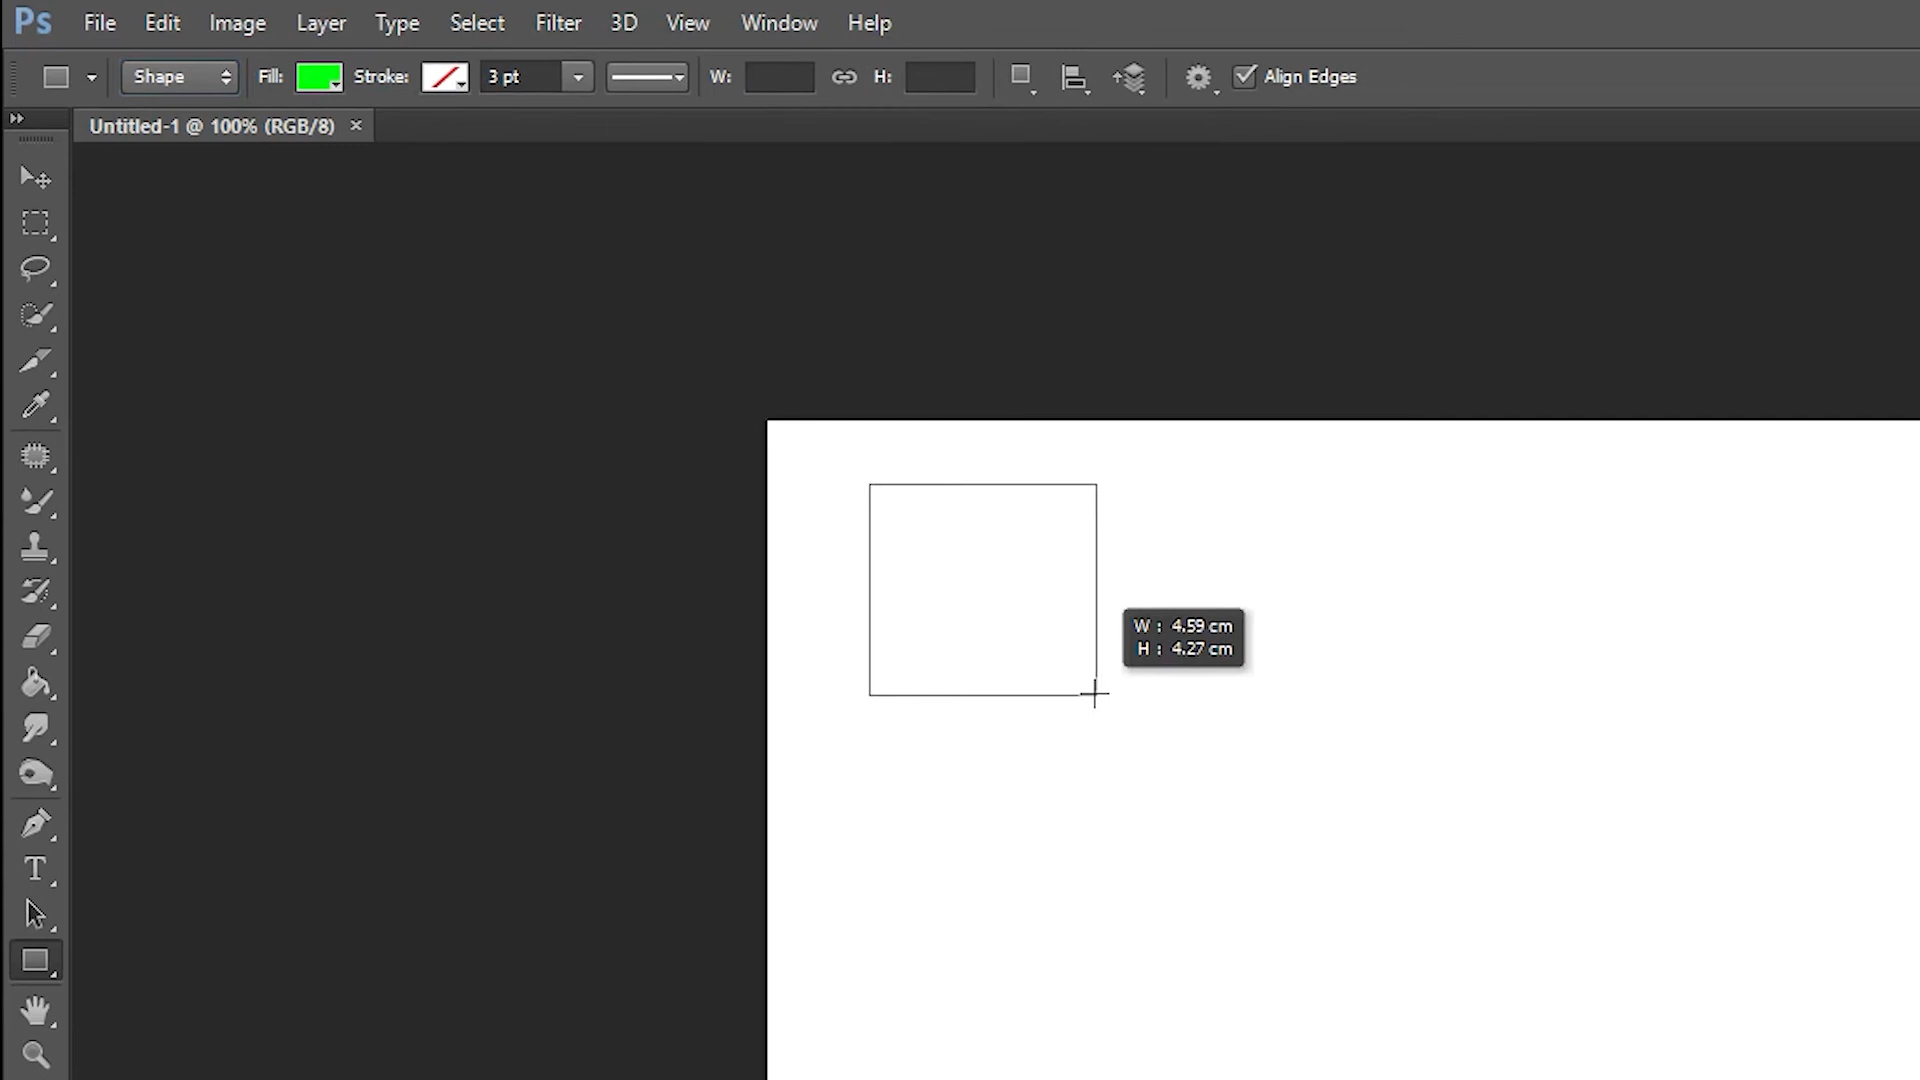 Ps File Edit Image Layer Type Select Filter 3D View Window Help
Shape Fill: Stroke: 3 pt W: H: Align Edges
Untitled-1 @ 100% (RGB/8) ×
W : 4.59 cm
H : 4.27 cm
T